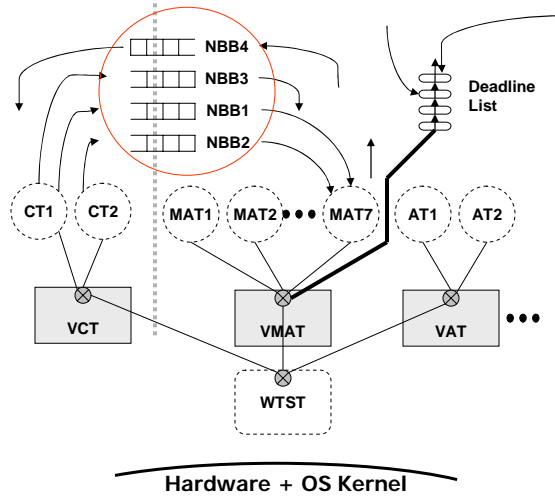 NBB4
NBB3
NBB1
NBB2
Deadline
List
CT1
CT2
MAT1
MAT2
MAT7
AT1
AT2
VCT
VMAT
VAT
WTST
Hardware + OS Kernel